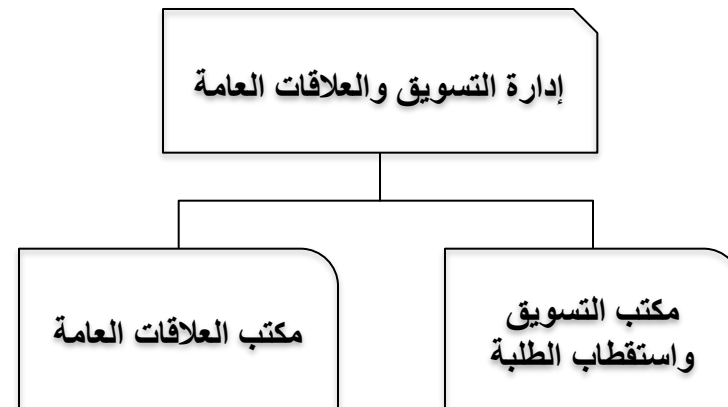 إدارة التسويق والعلاقات العامة
مكتب التسويق
واستقطاب الطلبة
مكتب العلاقات العامة